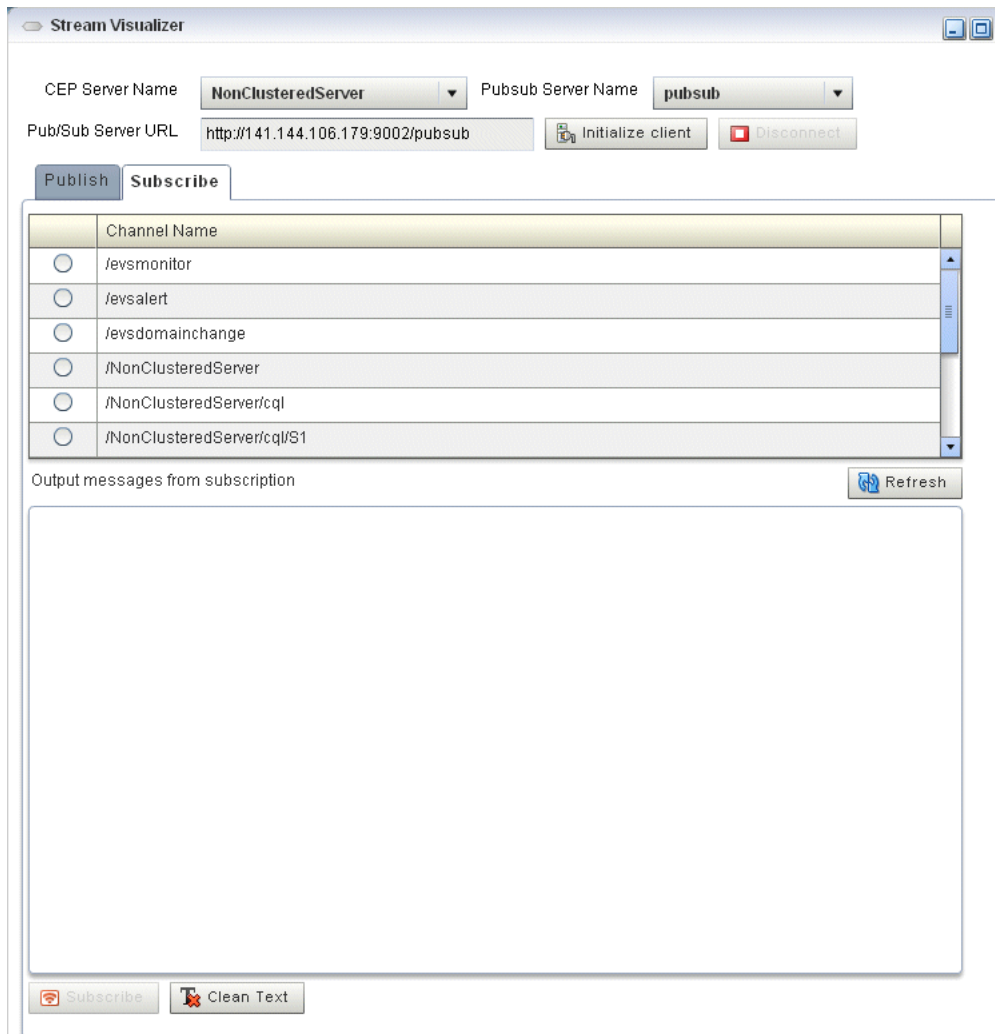 Stream Visualizer
CEP Server Name NonClusteredServer Pubsub Server Name pubsub
Pub/Sub Server URL http://141.144.106.179:9002/pubsub Initialize client Disconnect
Publish Subscribe
Channel Name
/evsmonitor
/evsalert
/evsdomainchange
/NonClusteredServer
/NonClusteredServer/cql
/NonClusteredServer/cql/S1
Output messages from subscription Refresh
Subscribe Clean Text